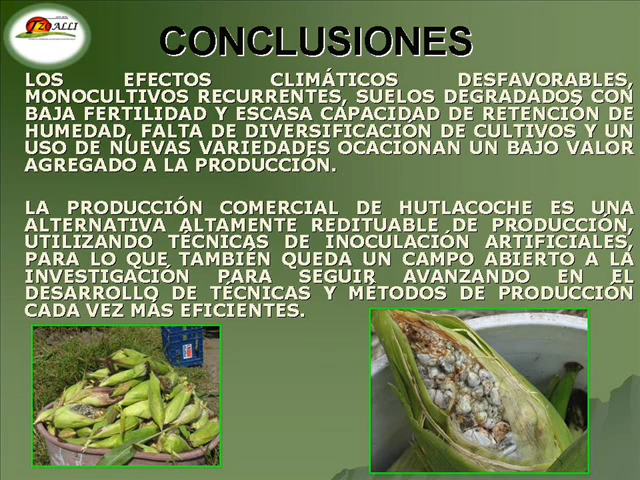 CONCLUSIONES
LOS EFECTOS CLIMÁTICOS DESFAVORABLES,
MONOCULTIVOS RECURRENTES, SUELOS DEGRADADOS CON
BAJA FERTILIDAD Y ESCASA CAPACIDAD DE RETENCIÓN DE
HUMEDAD, FALTA DE DIVERSIFICACIÓN DE CULTIVOS Y UN
USO DE NUEVAS VARIEDADES OCACIONAN UN BAJO VALOR
AGREGADO A LA PRODUCCIÓN.
LA PRODUCCIÓN COMERCIAL DE HUTLACOCHE ES UNA
ALTERNATIVA ALTAMENTE REDITUABLE DE PRODUCCIÓN,
UTILIZANDO TÉCNICAS DE INOCULACIÓN ARTIFICIALES,
PARA LO QUE TAMBIÉN QUEDA UN CAMPO ABIERTO A LA
INVESTIGACIÓN PARA SEGUIR AVANZANDO EN EL
DESARROLLO DE TÉCNICAS Y MÉTODOS DE PRODUCCIÓN
CADA VEZ MÁS EFICIENTES.